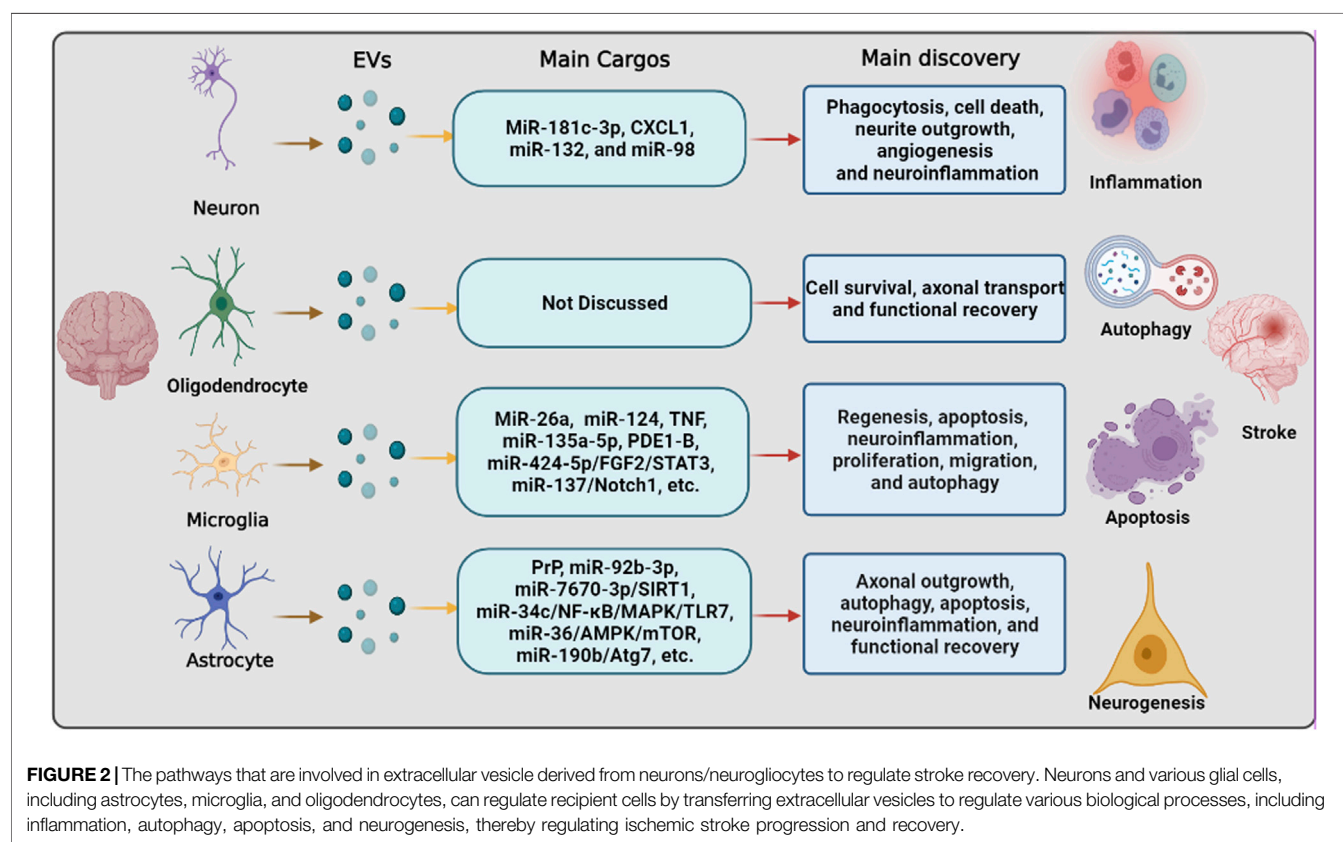 EVs
Main Cargos
Main discovery
Neuron
MiR-181c-3p, CXCL1,
miR-132, and miR-98
Phagocytosis, cell death,
neurite outgrowth,
angiogenesis
and neuroinflammation
Inflammation
Oligodendrocyte
Not Discussed
Cell survival, axonal transport
and functional recovery
Autophagy
Stroke
Microglia
MiR-26a, miR-124, TNF,
miR-135a-5p, PDE1-B,
miR-424-5p/FGF2/STAT3,
miR-137/Notch1, etc.
Regenesis, apoptosis,
neuroinflammation,
proliferation, migration,
and autophagy
Apoptosis
Astrocyte
PrP, miR-92b-3p,
miR-7670-3p/SIRT1,
miR-34c/NF-κB/MAPK/TLR7,
miR-36/AMPK/mTOR,
miR-190b/Atg7, etc.
Axonal outgrowth,
autophagy, apoptosis,
neuroinflammation, and
functional recovery
Neurogenesis
FIGURE 2 | The pathways that are involved in extracellular vesicle derived from neurons/neurogliocytes to regulate stroke recovery. Neurons and various glial cells,
including astrocytes, microglia, and oligodendrocytes, can regulate recipient cells by transferring extracellular vesicles to regulate various biological processes, including
inflammation, autophagy, apoptosis, and neurogenesis, thereby regulating ischemic stroke progression and recovery.